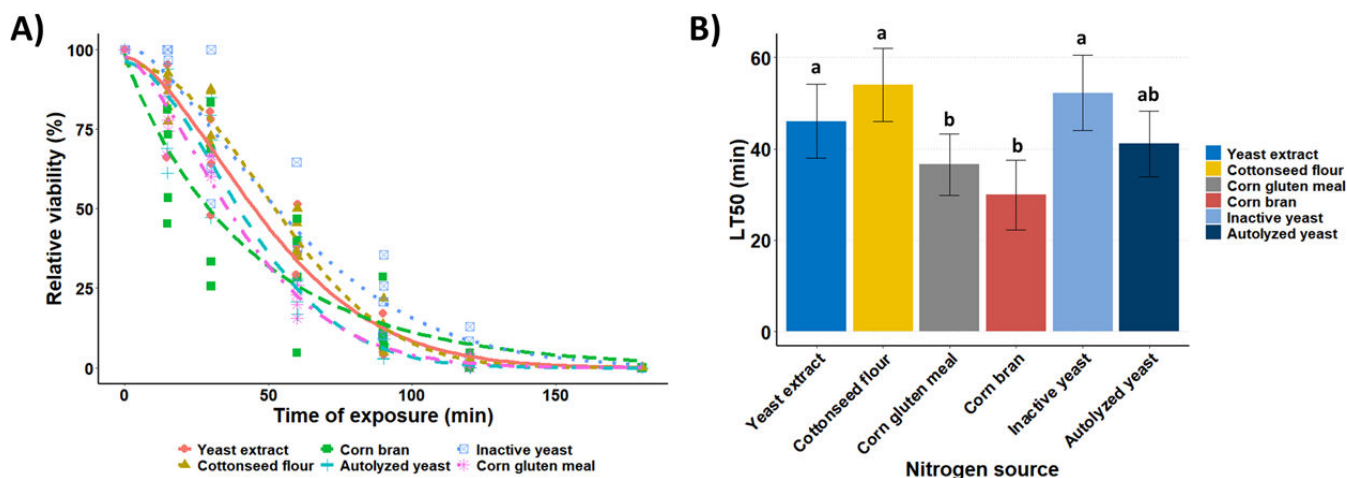 A)
Relative viability (%)
100
75
50
25
0
0 50 100 150
Time of exposure (min)
Yeast extract Corn bran Inactive yeast
Cottonseed flour Autolyzed yeast Corn gluten meal
B)
LT50 (min)
60
40
20
0
a a b b a ab
Yeast extract
Cottonseed flour
Corn gluten meal
Corn bran
Inactive yeast
Autolyzed yeast
Nitrogen source
Yeast extract
Cottonseed flour
Corn gluten meal
Corn bran
Inactive yeast
Autolyzed yeast